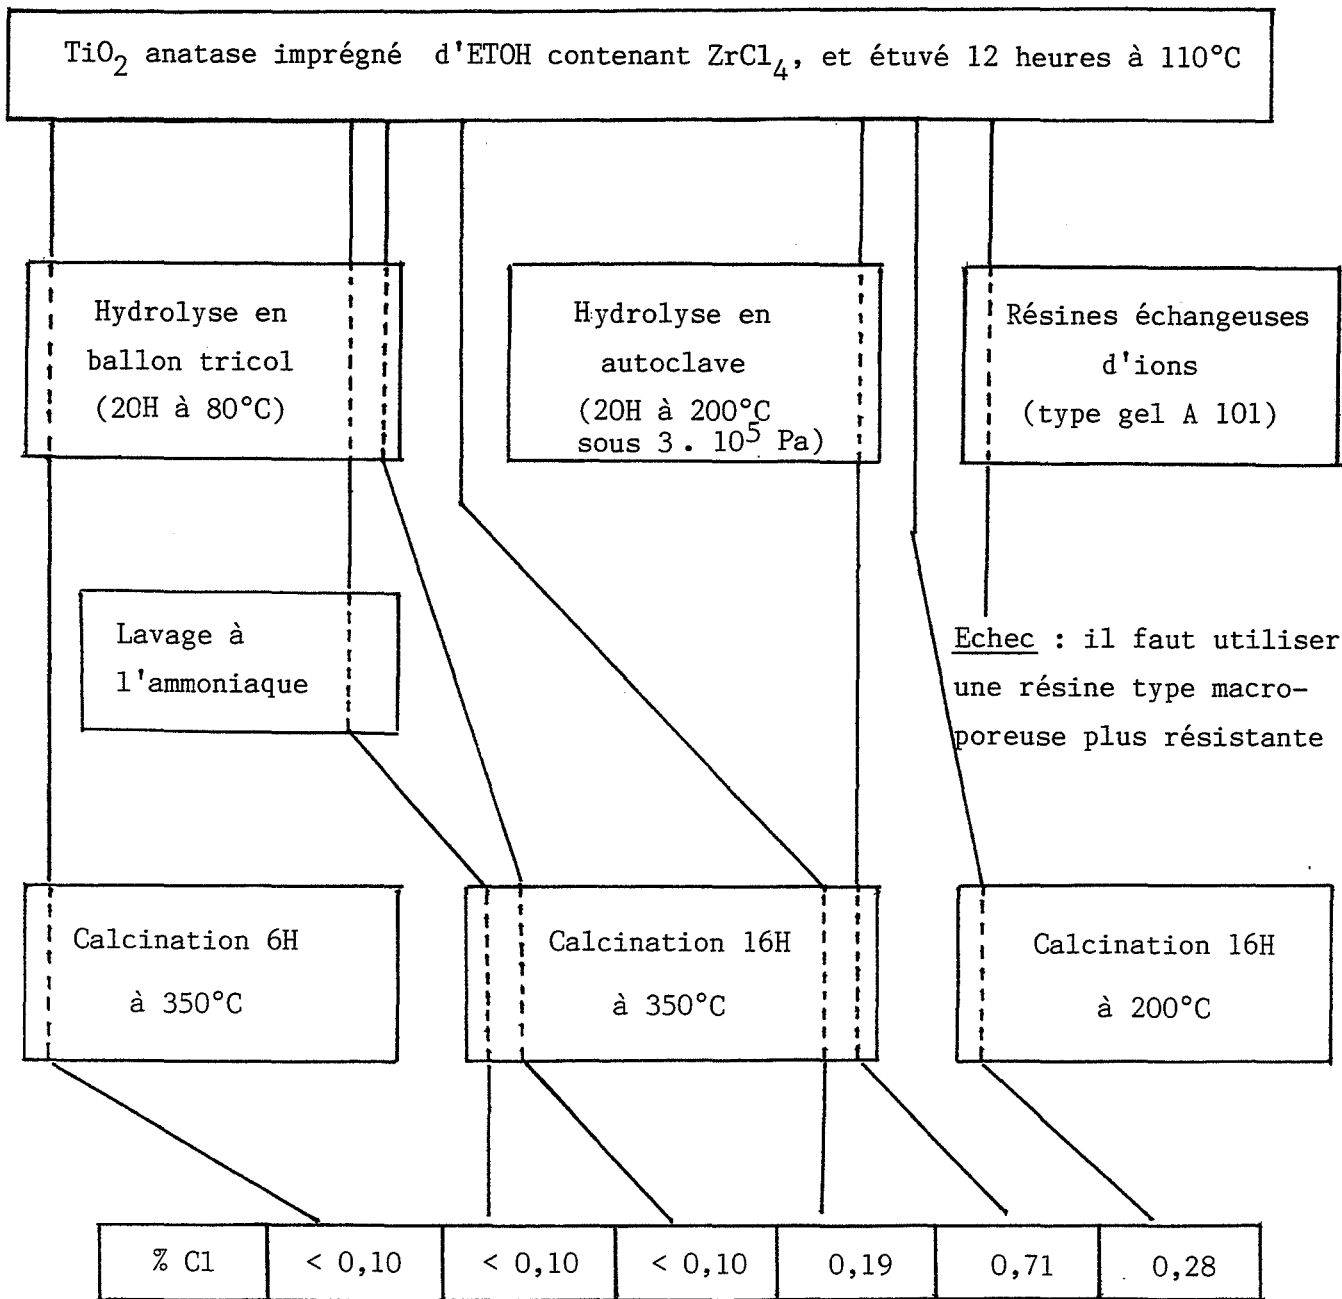 TiO2 anatase imprégné d'ETOH contenant ZrCl4, et étuvé 12 heures à 110°C
Hydrolyse en
ballon tricol
(20H à 80°C)
Hydrolyse en
autoclave
(20H à 200°C
sous 3 . 10^5 Pa)
Résines échangeuses
d'ions
(type gel A 101)
Lavage à
l'ammoniaque
Echec : il faut utiliser
une résine type macro-
poreuse plus résistante
Calcination 6H
à 350°C
Calcination 16H
à 350°C
Calcination 16H
à 200°C
% Cl < 0,10 < 0,10 < 0,10 0,19 0,71 0,28